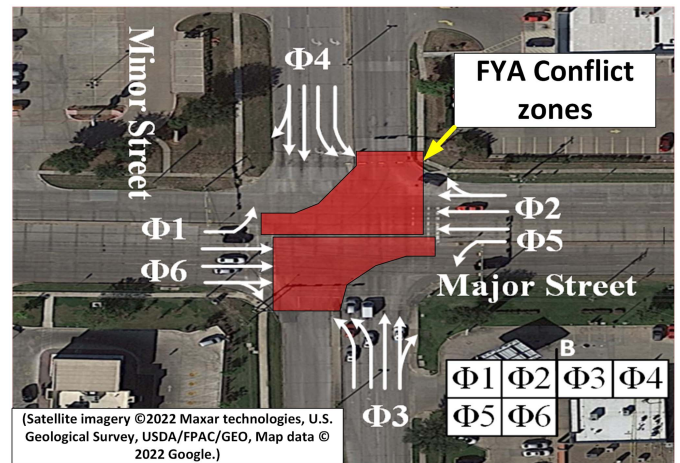 Minor Street
Φ4
FYA Conflict
zones
Φ1
Φ2
Φ5
Φ6
Major Street
Φ3
B
Φ1 Φ2 Φ3 Φ4
Φ5 Φ6
(Satellite imagery ©2022 Maxar technologies, U.S.
Geological Survey, USDA/FPAC/GEO, Map data ©
2022 Google.)